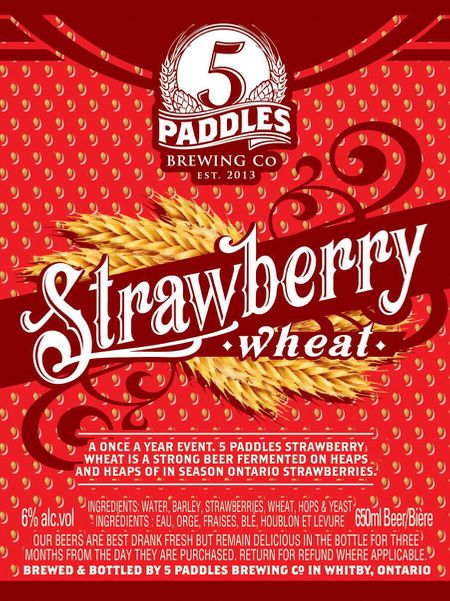 5
PADDLES
BREWING CO
EST. 2013
Strawberry
·wheat·
A ONCE A YEAR EVENT. 5 PADDLES STRAWBERRY
WHEAT IS A STRONG BEER FERMENTED ON HEAPS
AND HEAPS OF IN SEASON ONTARIO STRAWBERRIES.
6% alc.vol
INGREDIENTS: WATER, BARLEY, STRAWBERRIES, WHEAT, HOPS & YEAST
INGRÉDIENTS : EAU, ORGE, FRAISES, BLÉ, HOUBLON ET LEVURE
650ml Beer/Bière
OUR BEERS ARE BEST DRANK FRESH BUT REMAIN DELICIOUS IN THE BOTTLE FOR THREE
MONTHS FROM THE DAY THEY ARE PURCHASED. RETURN FOR REFUND WHERE APPLICABLE.
BREWED & BOTTLED BY 5 PADDLES BREWING CO IN WHITBY, ONTARIO